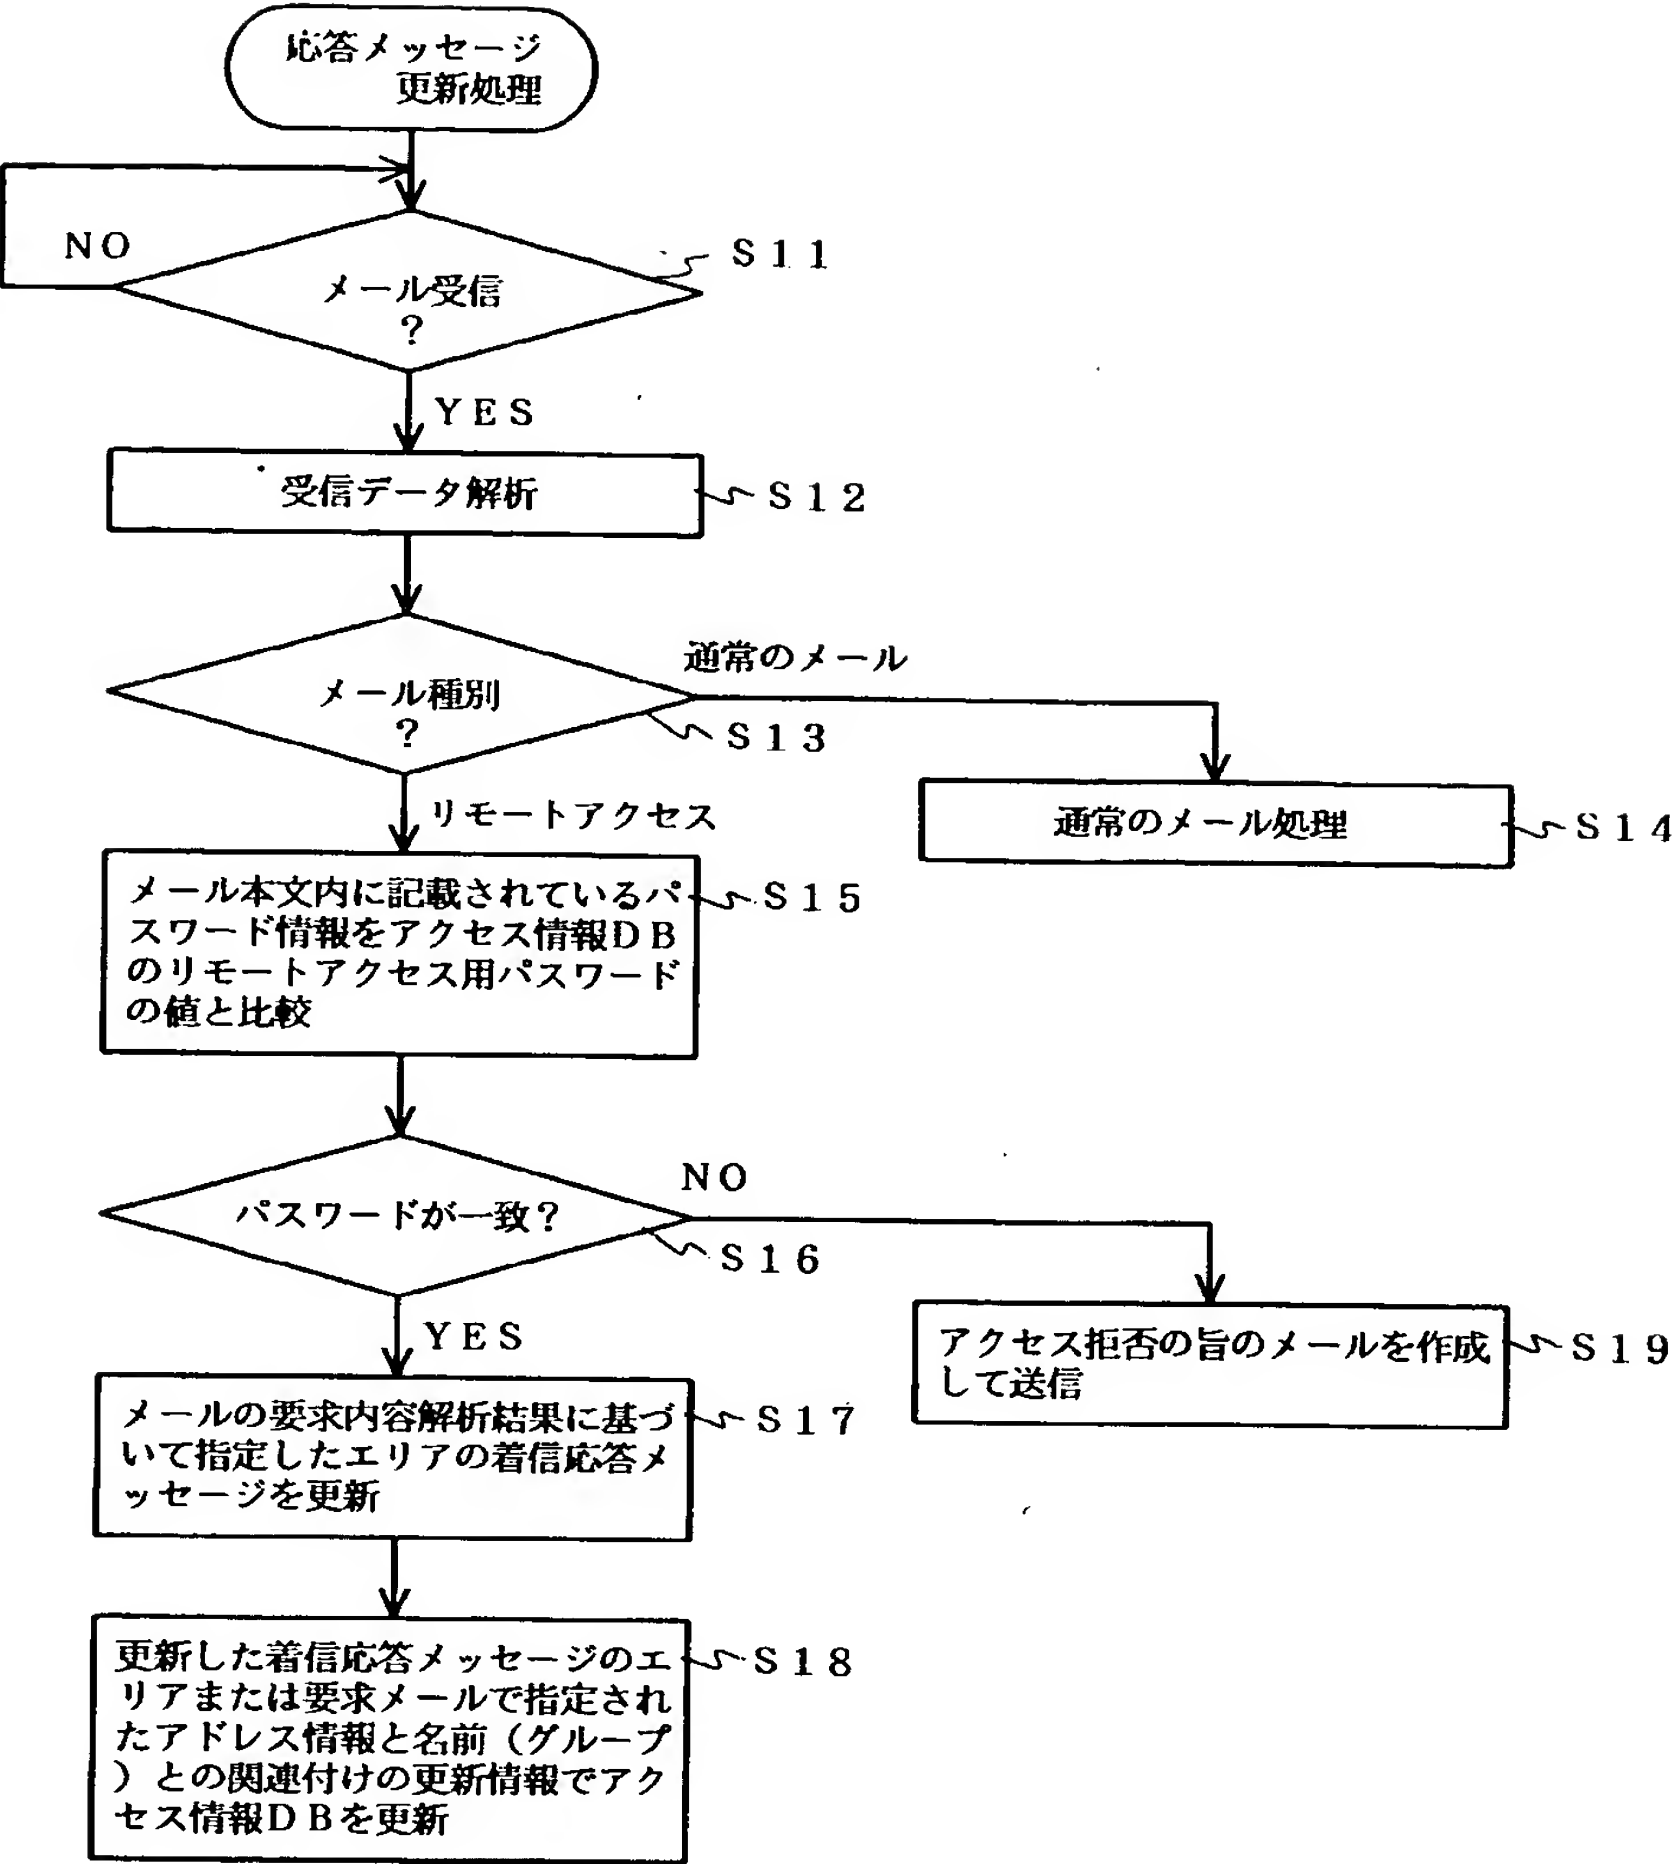 応答メッセージ
更新処理
NO
S11
メール受信
?
YES
受信データ解析
S12
通常のメール
メール種別
?
S13
リモートアクセス
通常のメール処理
S14
メール本文内に記載されているパ
スワード情報をアクセス情報DB
のリモートアクセス用パスワード
の値と比較
S15
NO
パスワードが一致?
S16
YES
アクセス拒否の旨のメールを作成
して送信
S19
メールの要求内容解析結果に基づ
いて指定したエリアの着信応答メ
ッセージを更新
S17
更新した着信応答メッセージのエ
リアまたは要求メールで指定され
たアドレス情報と名前(グループ
)との関連付けの更新情報でアク
セス情報DBを更新
S18